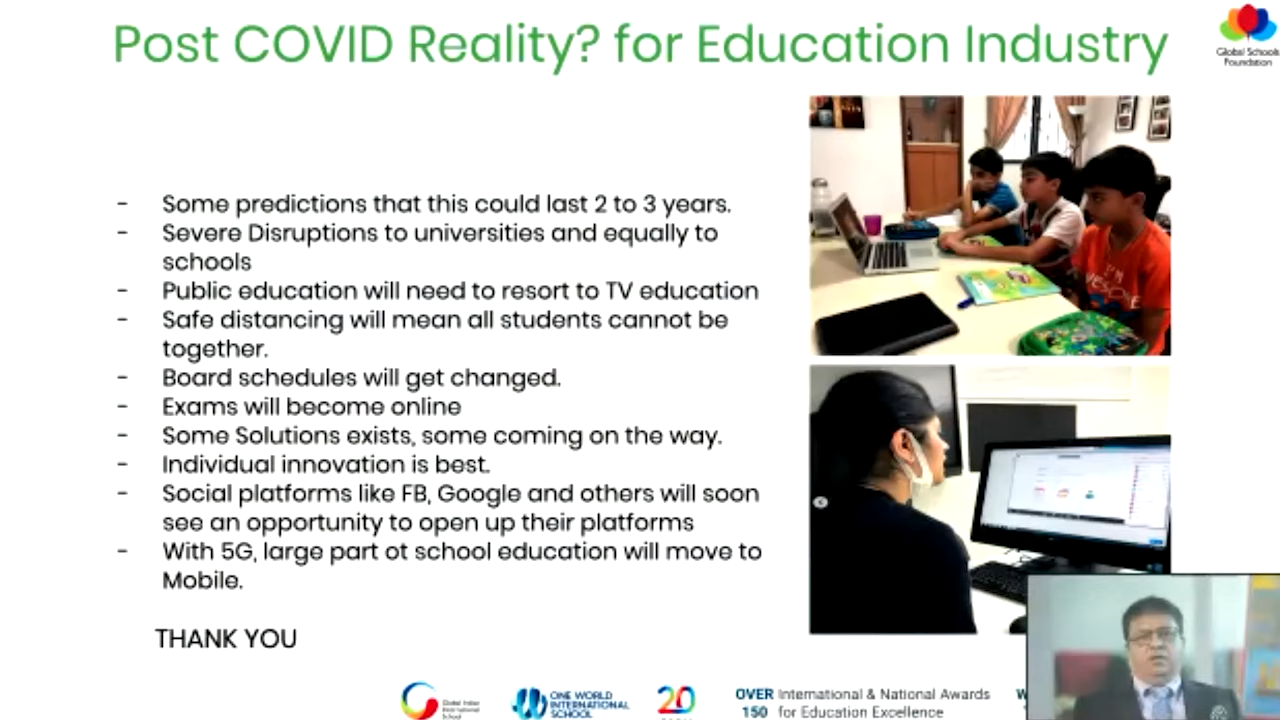 Post COVID Reality? for Education Industry
Global Schools
Foundation
- Some predictions that this could last 2 to 3 years.
- Severe Disruptions to universities and equally to
schools
- Public education will need to resort to TV education
- Safe distancing will mean all students cannot be
together.
- Board schedules will get changed.
- Exams will become online
- Some Solutions exists, some coming on the way.
- Individual innovation is best.
- Social platforms like FB, Google and others will soon
see an opportunity to open up their platforms
- With 5G, large part ot school education will move to
Mobile.
THANK YOU
AWESOME
Global Indian
International
School
ONE WORLD
INTERNATIONAL
SCHOOL
20
OVER International & National Awards
150 for Education Excellence
W